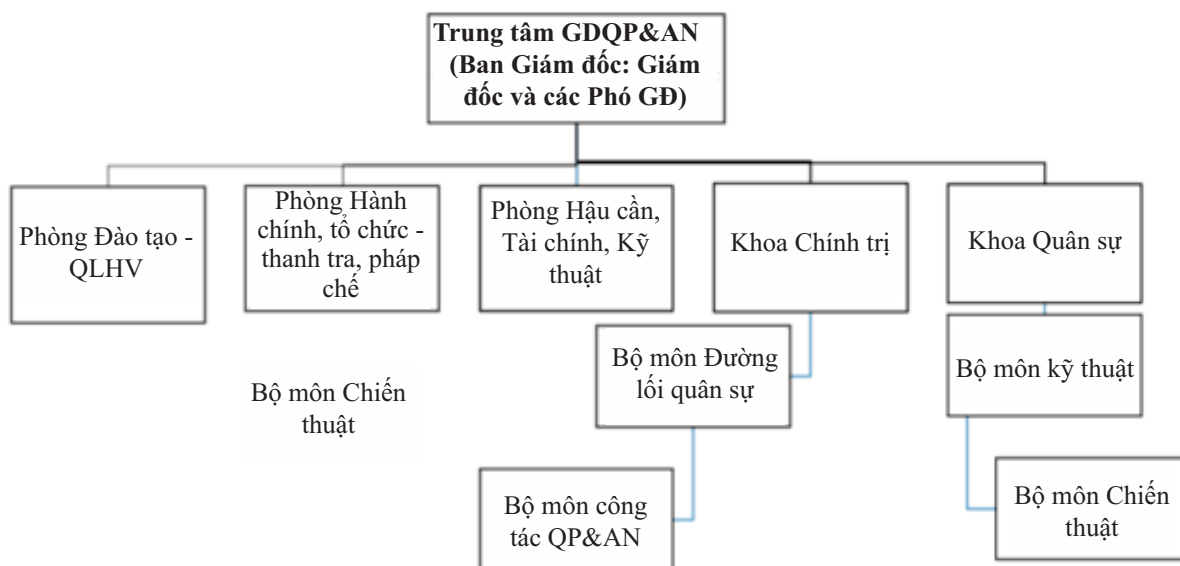 Trung tâm GDQP&AN
(Ban Giám đốc: Giám
đốc và các Phó GĐ)
Phòng Đào tạo -
QLHV
Phòng Hành
chính, tổ chức -
thanh tra, pháp
chế
Phòng Hậu cần,
Tài chính, Kỹ
thuật
Khoa Chính trị
Khoa Quân sự
Bộ môn Đường
lối quân sự
Bộ môn kỹ thuật
Bộ môn Chiến
thuật
Bộ môn công
tác QP&AN
Bộ môn Chiến
thuật